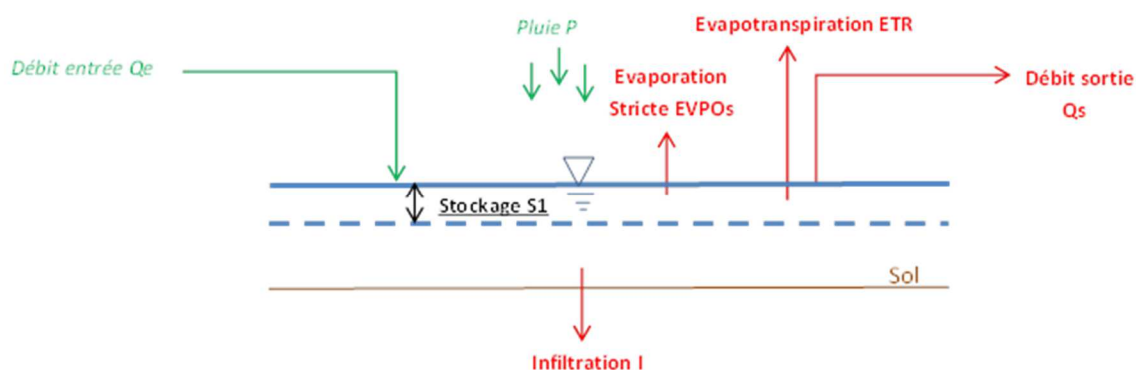 Pluie P
Evapotranspiration ETR
Débit entrée Qe
Evaporation
Stricte EVPOs
Débit sortie
Qs
Stockage S1
Sol
Infiltration I